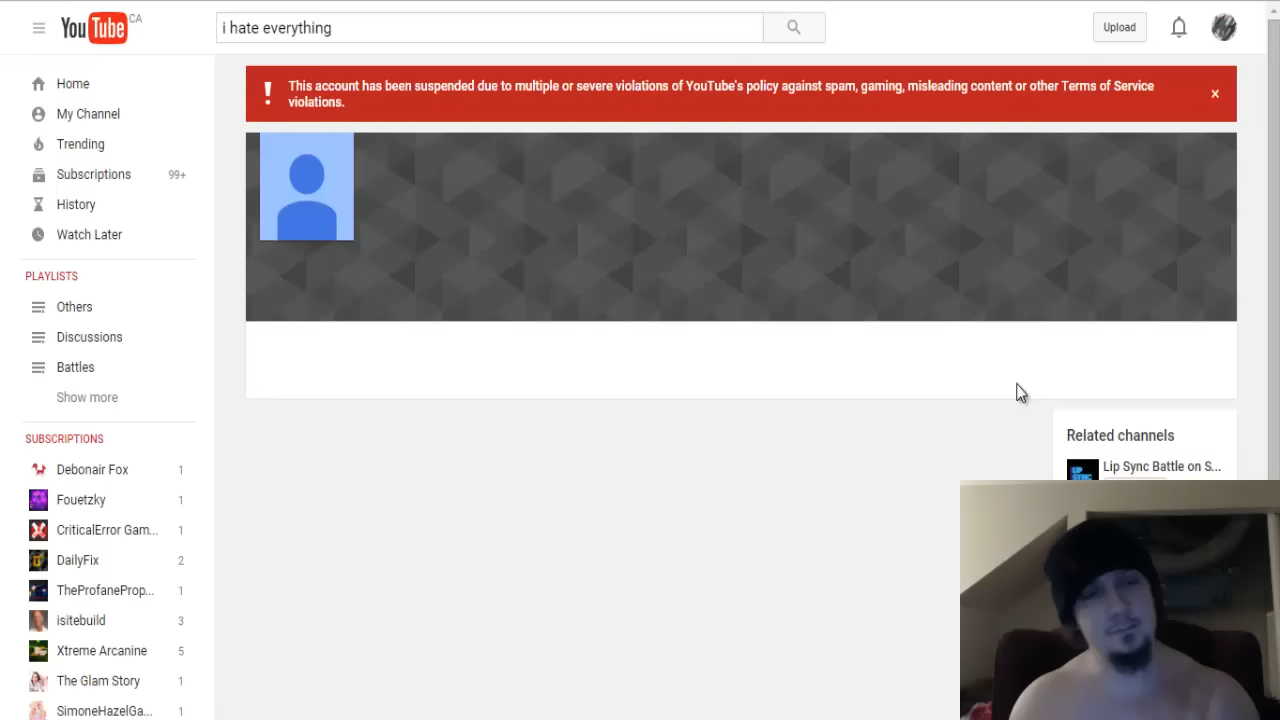 YouTube CA
i hate everything
Upload
Home
My Channel
Trending
Subscriptions 99+
History
Watch Later
PLAYLISTS
Others
Discussions
Battles
Show more
SUBSCRIPTIONS
Debonair Fox 1
Fouetzky 1
CriticalError Gam... 1
DailyFix 2
TheProfaneProp... 1
isitebuild 3
Xtreme Arcanine 5
The Glam Story 1
SimoneHazelGa... 1
This account has been suspended due to multiple or severe violations of YouTube's policy against spam, gaming, misleading content or other Terms of Service
violations.
Related channels
Lip Sync Battle on S...
LIP
SYNC